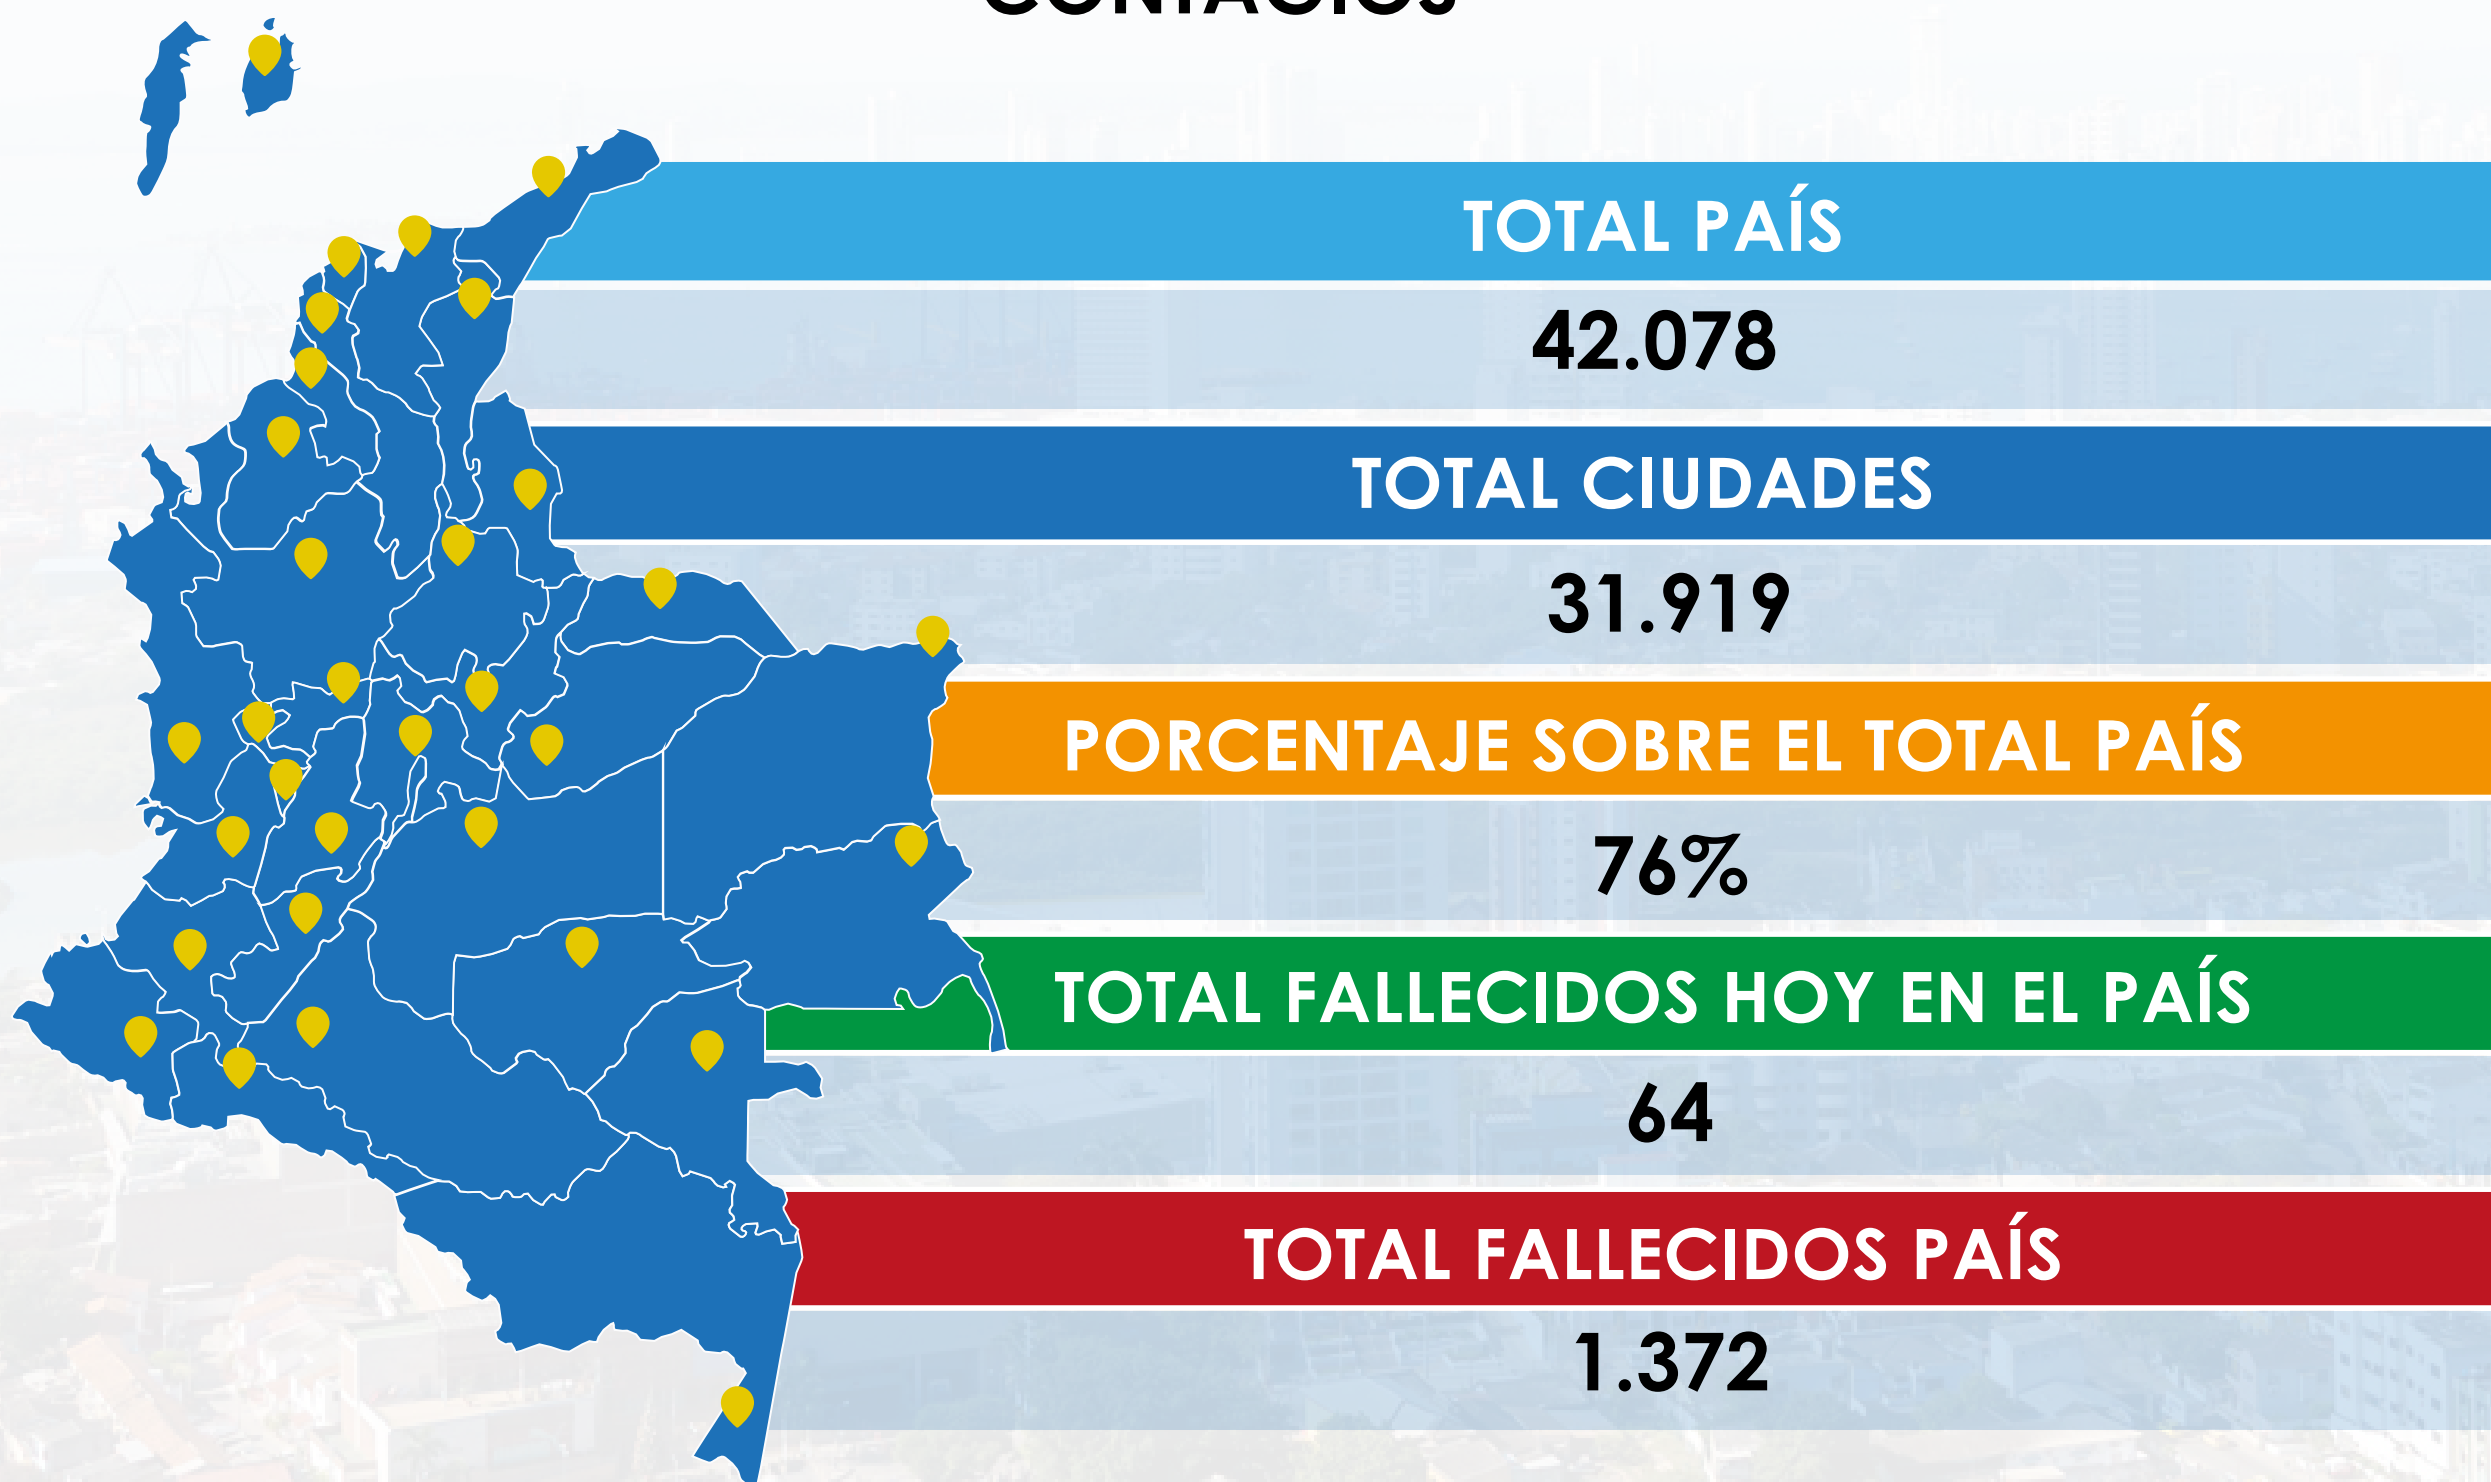 CONTAGIOS
TOTAL PAÍS
42.078
TOTAL CIUDADES
31.919
PORCENTAJE SOBRE EL TOTAL PAÍS
76%
TOTAL FALLECIDOS HOY EN EL PAÍS
64
TOTAL FALLECIDOS PAÍS
1.372